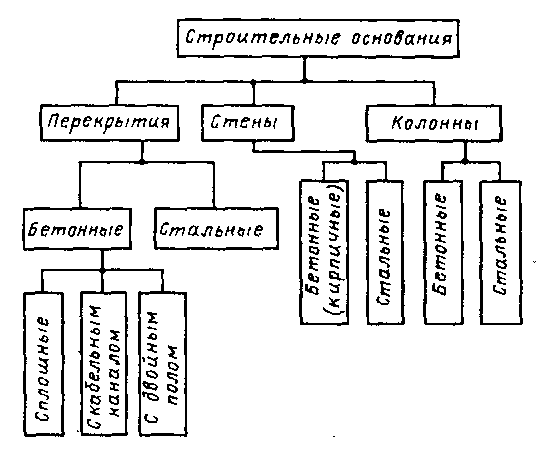 Строительные основания
Перекрытия
Стены
Колонны
Бетонные
Стальные
Бетонные
(кирпичные)
Стальные
Бетонные
Стальные
Сплошные
С кабельным
каналом
С двойным
полом